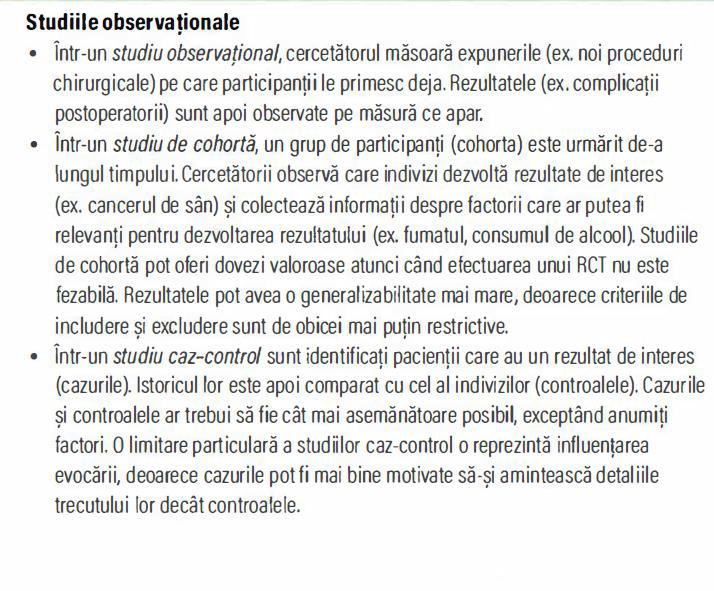 Studiile observaționale
• Într-un studiu observațional, cercetătorul măsoară expunerile (ex. noi proceduri
chirurgicale) pe care participanții le primesc deja. Rezultatele (ex. complicații
postoperatorii) sunt apoi observate pe măsură ce apar.
• Într-un studiu de cohortă, un grup de participanți (cohorta) este urmărit de-a
lungul timpului. Cercetătorii observă care indivizi dezvoltă rezultate de interes
(ex. cancerul de sân) și colectează informații despre factorii care ar putea fi
relevanți pentru dezvoltarea rezultatului (ex. fumatul, consumul de alcool). Studiile
de cohortă pot oferi dovezi valoroase atunci când efectuarea unui RCT nu este
fezabilă. Rezultatele pot avea o generalizabilitate mai mare, deoarece criteriile de
includere și excludere sunt de obicei mai puțin restrictive.
• Într-un studiu caz-control sunt identificați pacienții care au un rezultat de interes
(cazurile). Istoricul lor este apoi comparat cu cel al indivizilor (controalele). Cazurile
și controalele ar trebui să fie cât mai asemănătoare posibil, exceptând anumiți
factori. O limitare particulară a studiilor caz-control o reprezintă influențarea
evocării, deoarece cazurile pot fi mai bine motivate să-și amintească detaliile
trecutului lor decât controalele.